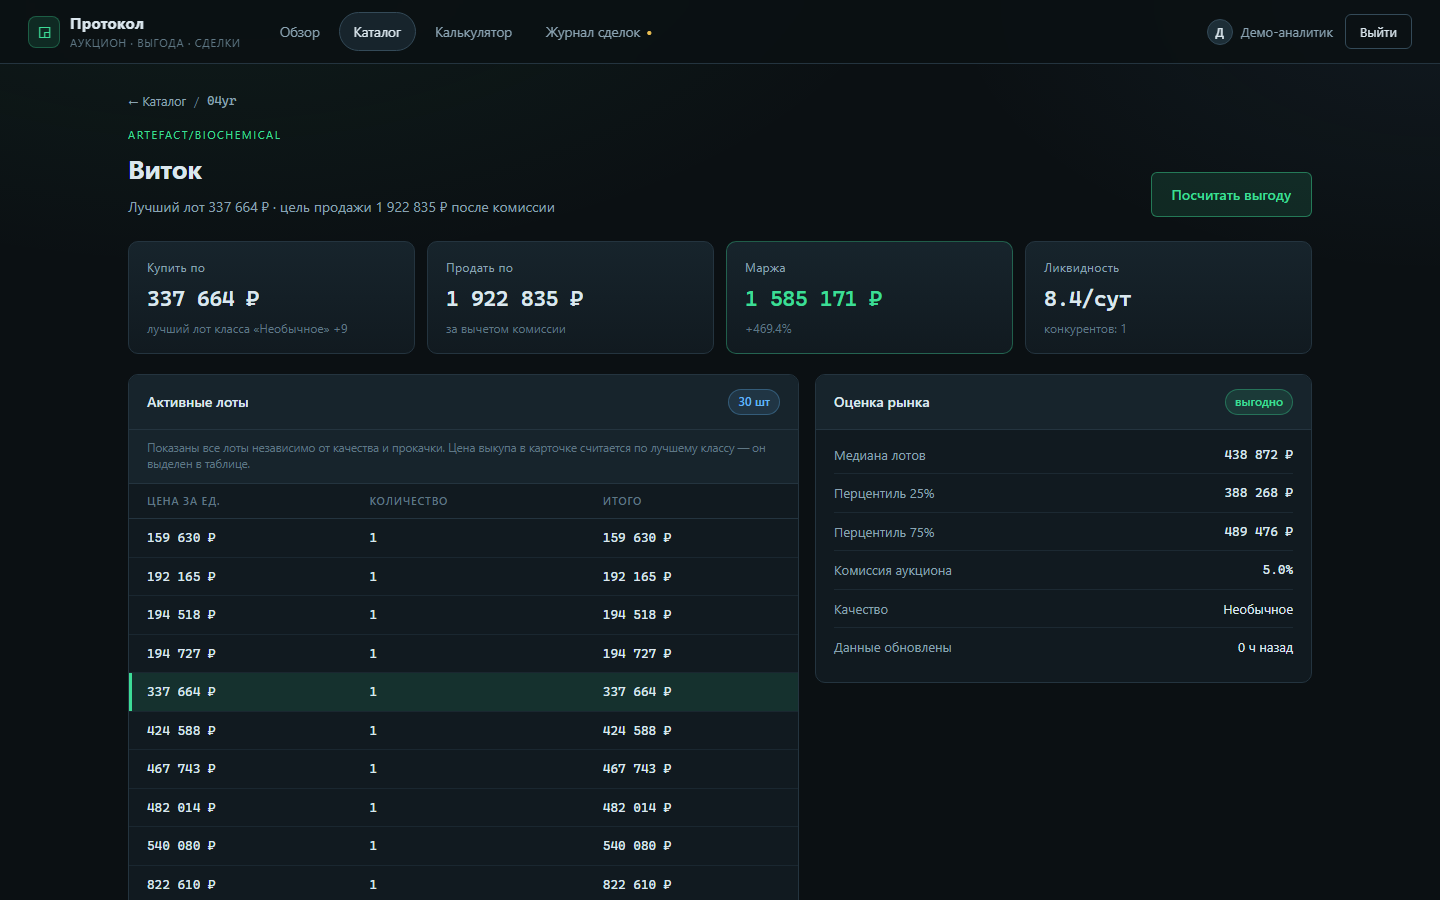 Протокол
АУКЦИОН · ВЫГОДА · СДЕЛКИ
Обзор
Каталог
Калькулятор
Журнал сделок
Д
Демо-аналитик
Выйти
← Каталог / 04yr
ARTEFACT/BIOCHEMICAL
Виток
Лучший лот 337 664 ₽ · цель продажи 1 922 835 ₽ после комиссии
Посчитать выгоду
Купить по
337 664 ₽
лучший лот класса «Необычное» +9
Продать по
1 922 835 ₽
за вычетом комиссии
Маржа
1 585 171 ₽
+469.4%
Ликвидность
8.4/сут
конкурентов: 1
Активные лоты
30 шт
Показаны все лоты независимо от качества и прокачки. Цена выкупа в карточке считается по лучшему классу — он
выделен в таблице.
ЦЕНА ЗА ЕД. КОЛИЧЕСТВО ИТОГО
159 630 ₽ 1 159 630 ₽
192 165 ₽ 1 192 165 ₽
194 518 ₽ 1 194 518 ₽
194 727 ₽ 1 194 727 ₽
337 664 ₽ 1 337 664 ₽
424 588 ₽ 1 424 588 ₽
467 743 ₽ 1 467 743 ₽
482 014 ₽ 1 482 014 ₽
540 080 ₽ 1 540 080 ₽
822 610 ₽ 1 822 610 ₽
Оценка рынка
выгодно
Медиана лотов 438 872 ₽
Перцентиль 25% 388 268 ₽
Перцентиль 75% 489 476 ₽
Комиссия аукциона 5.0%
Качество Необычное
Данные обновлены 0 ч назад